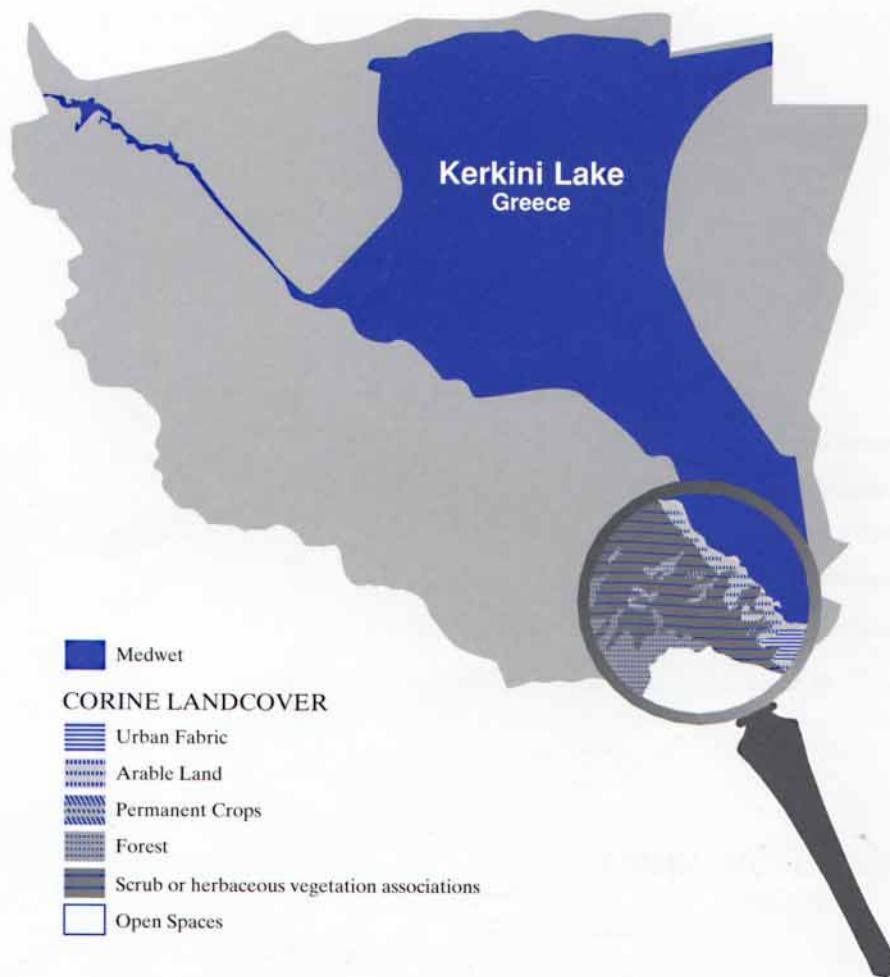 Kerkini Lake
Greece
Medwet
CORINE LANDCOVER
Urban Fabric
Arable Land
Permanent Crops
Forest
Scrub or herbaceous vegetation associations
Open Spaces